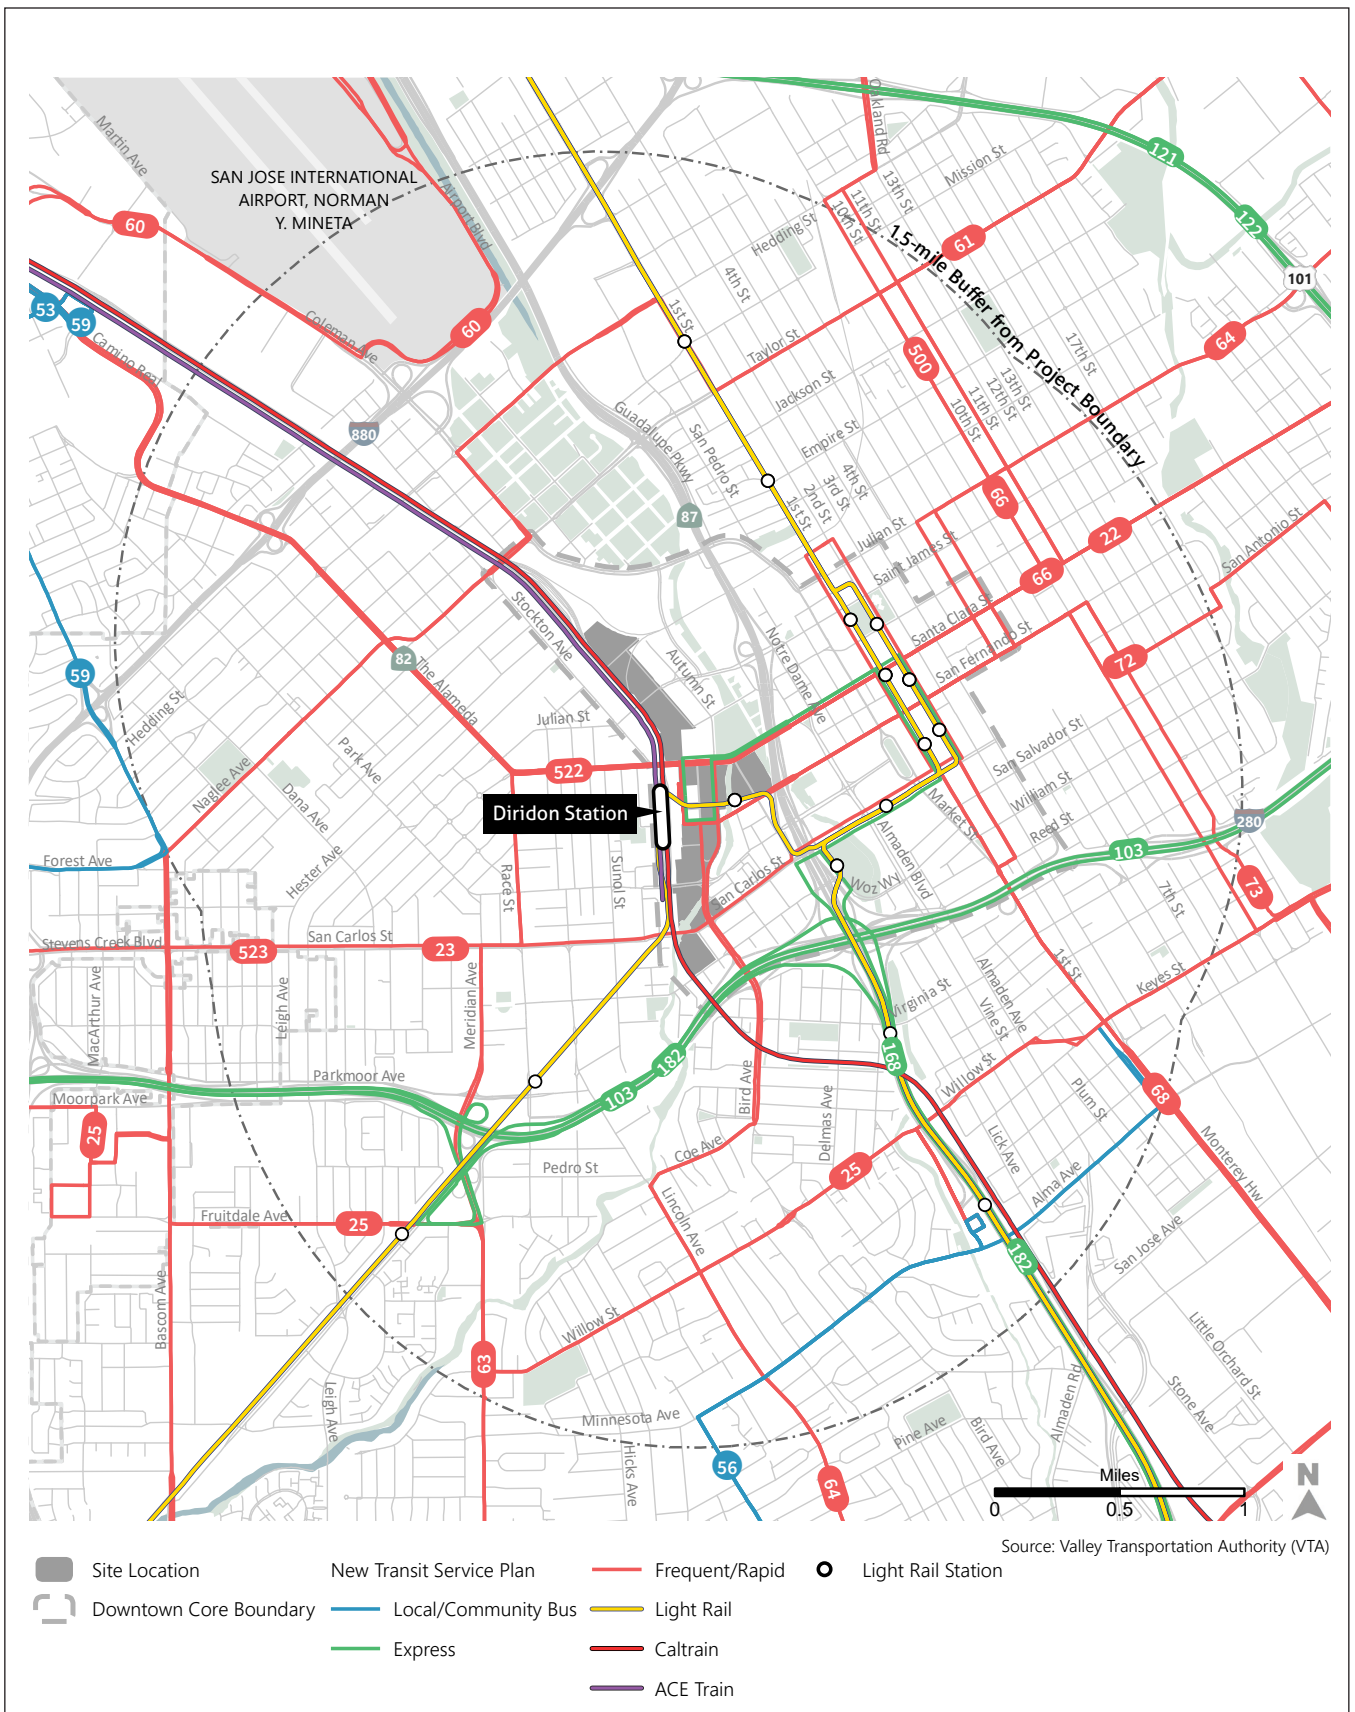 Oakland Rd
121
Martin Ave
SAN JOSE INTERNATIONAL
AIRPORT, NORMAN
Y. MINETA
Mission St
13th St
11th St
10th St
122
Airport Blvd
60
Hedding St
61
1.5-mile Buffer from Project Boundary
4th St
101
53
59
60
1st St
Coleman Ave
Camino Real
Taylor St
500
64
17th St
Jackson St
13th St
12th St
11th St
10th St
880
Guadalupe Pkwy
San Pedro St
Empire St
4th St
3rd St
2nd St
1st St
66
87
Julian St
22
San Antonio St
Saint James St
66
Stockton Ave
Santa Clara St
San Fernando St
82
The Alameda
Autumn St
Notre Dame Ave
72
59
Hedding St
Julian St
Park Ave
San Salvador St
522
Naglee Ave
Dana Ave
William St
Diridon Station
Market St
Reed St
280
Almaden Blvd
103
Forest Ave
Hester Ave
Race St
Sunol St
San Carlos St
Woz Wy
7th St
73
Stevens Creek Blvd
523
San Carlos St
23
1st St
Keyes St
MacArthur Ave
Leigh Ave
Meridian Ave
Virginia St
Almaden Ave
Vine St
168
182
Parkmoor Ave
Moorpark Ave
103
Bird Ave
Willow St
Plum St
68
25
Delmas Ave
Lick Ave
Monterey Hw
Coe Ave
Pedro St
25
Alma Ave
Fruitdale Ave
25
Lincoln Ave
San Jose Ave
182
Bascom Ave
Willow St
63
Little Orchard St
Leigh Ave
Minnesota Ave
Pine Ave
Bird Ave
Almaden Rd
Stone Ave
Hicks Ave
56
64
Miles
0
0.5
1
N
Source: Valley Transportation Authority (VTA)
Site Location
New Transit Service Plan
Frequent/Rapid
Light Rail Station
Downtown Core Boundary
Local/Community Bus
Light Rail
Express
Caltrain
ACE Train